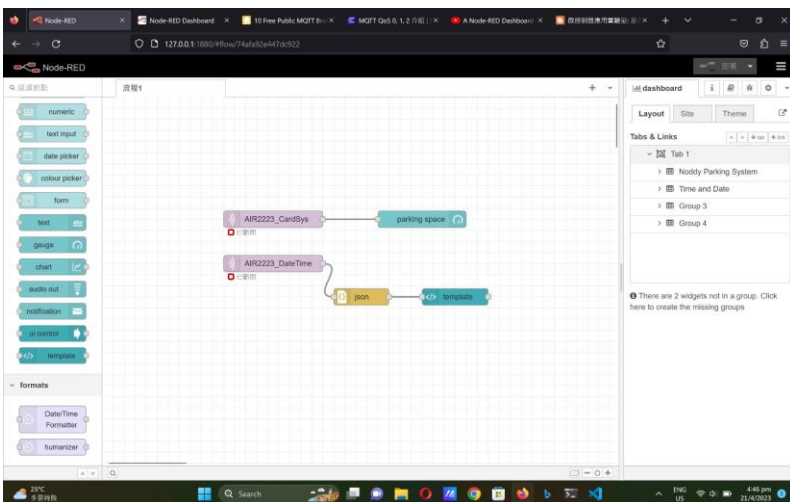 Node-RED
Node-RED Dashboard
10 Free Public MQTT Bro
MQTT QoS 0, 1, 2 介紹 |
A Node-RED Dashboard
127.0.0.1:1880/#flow/74afa92e447dc922
Node-RED
部署
流程1
dashboard
numeric
text input
date picker
colour picker
form
text
gauge
chart
audio out
notification
ui control
template
formats
Date/Time
Formatter
humanizer
AIR2223_CardSys
parking space
AIR2223_DateTime
json
template
Layout
Site
Theme
Tabs & Links
Tab 1
Noddy Parking System
Time and Date
Group 3
Group 4
There are 2 widgets not in a group. Click
here to create the missing groups
25°C
Search
ENG
US
4:46 pm
21/4/2023